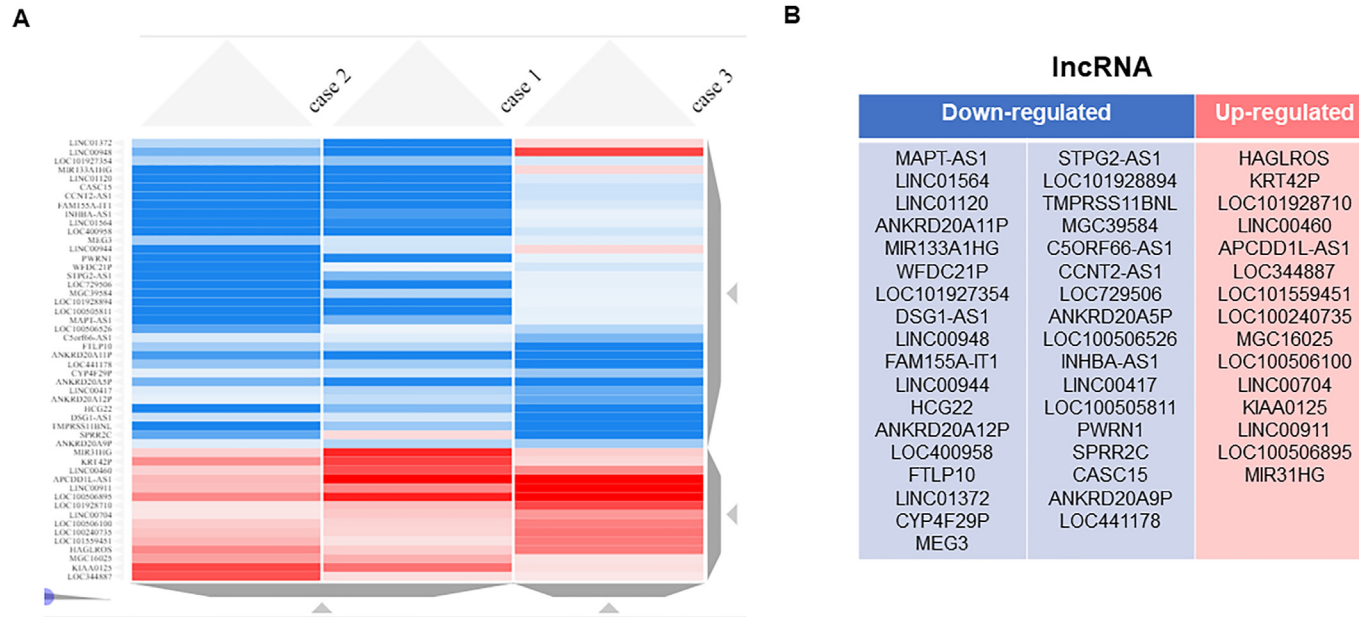 A
case 2
case 1
case 3
LINC01372
LINC00948
LOC101927354
MIR133A1HG
LINC01120
CASC15
CCNT2-AS1
FAM155A-IT1
INHBA-AS1
LINC01564
LOC400958
MEG3
LINC00944
PWRN1
WFDC21P
STPG2-AS1
LOC729506
MGC39584
LOC101928894
LOC100505811
MAPT-AS1
LOC100506526
C5orf66-AS1
FTLP10
ANKRD20A11P
LOC441178
CYP4F29P
ANKRD20A5P
LINC00417
ANKRD20A12P
HCG22
DSG1-AS1
TMPRSS11BNL
SPRR2C
ANKRD20A9P
MIR31HG
KRT42P
LINC00460
APCDD1L-AS1
LINC00911
LOC100506895
LOC101928710
LINC00704
LOC100506100
LOC100240735
LOC101559451
HAGLROS
MGC16025
KIAA0125
LOC344887
B
lncRNA
Down-regulated Up-regulated
MAPT-AS1 STPG2-AS1 HAGLROS
LINC01564 LOC101928894 KRT42P
LINC01120 TMPRSS11BNL LOC101928710
ANKRD20A11P MGC39584 LINC00460
MIR133A1HG C5ORF66-AS1 APCDD1L-AS1
WFDC21P CCNT2-AS1 LOC344887
LOC101927354 LOC729506 LOC101559451
DSG1-AS1 ANKRD20A5P LOC100240735
LINC00948 LOC100506526 MGC16025
FAM155A-IT1 INHBA-AS1 LOC100506100
LINC00944 LINC00417 LINC00704
HCG22 LOC100505811 KIAA0125
ANKRD20A12P PWRN1 LINC00911
LOC400958 SPRR2C LOC100506895
FTLP10 CASC15 MIR31HG
LINC01372 ANKRD20A9P
CYP4F29P LOC441178
MEG3